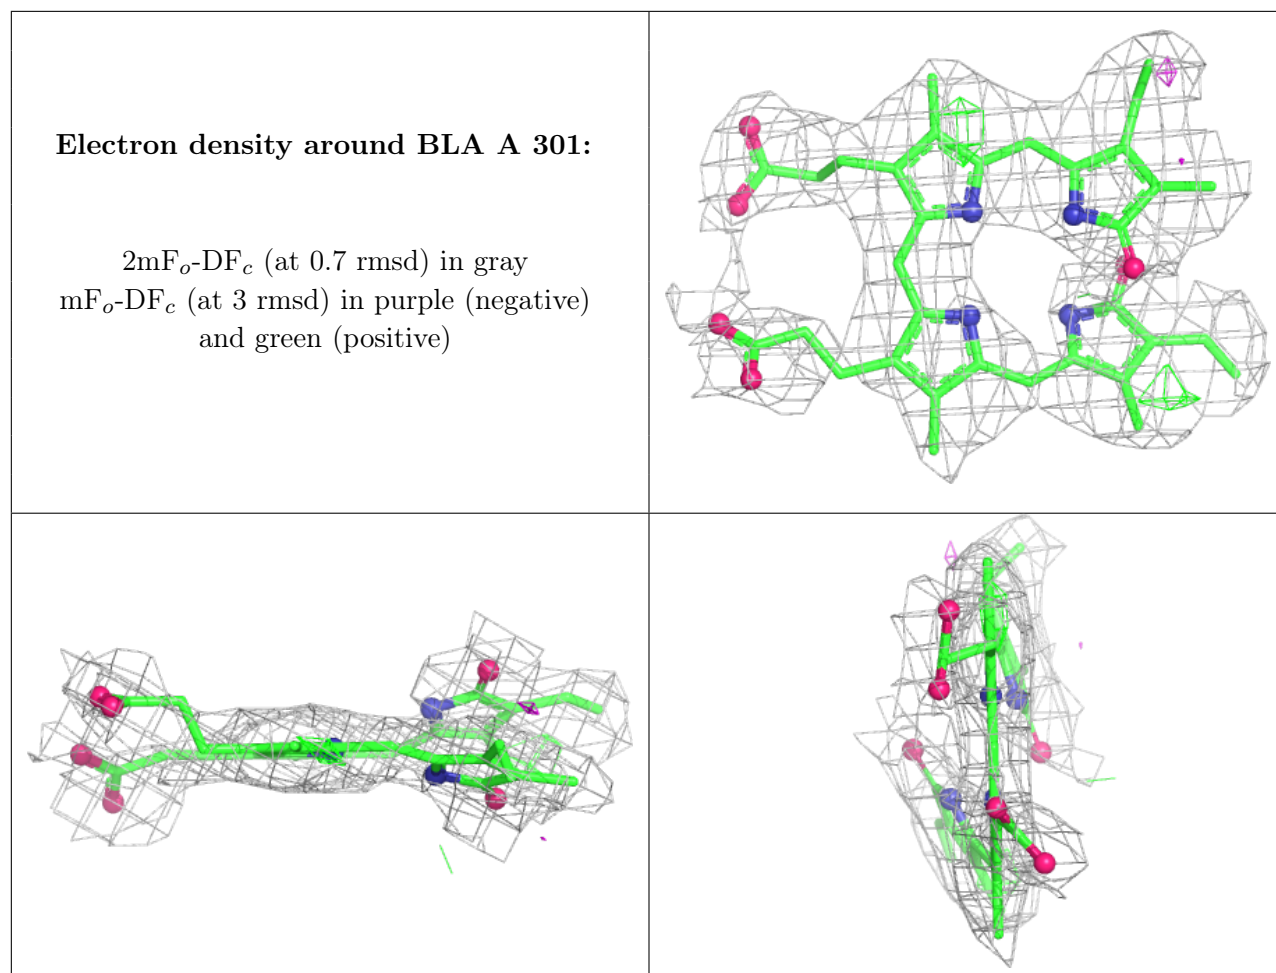 Electron density around BLA A 301:
2mFo-DFc (at 0.7 rmsd) in gray
mFo-DFc (at 3 rmsd) in purple (negative)
and green (positive)